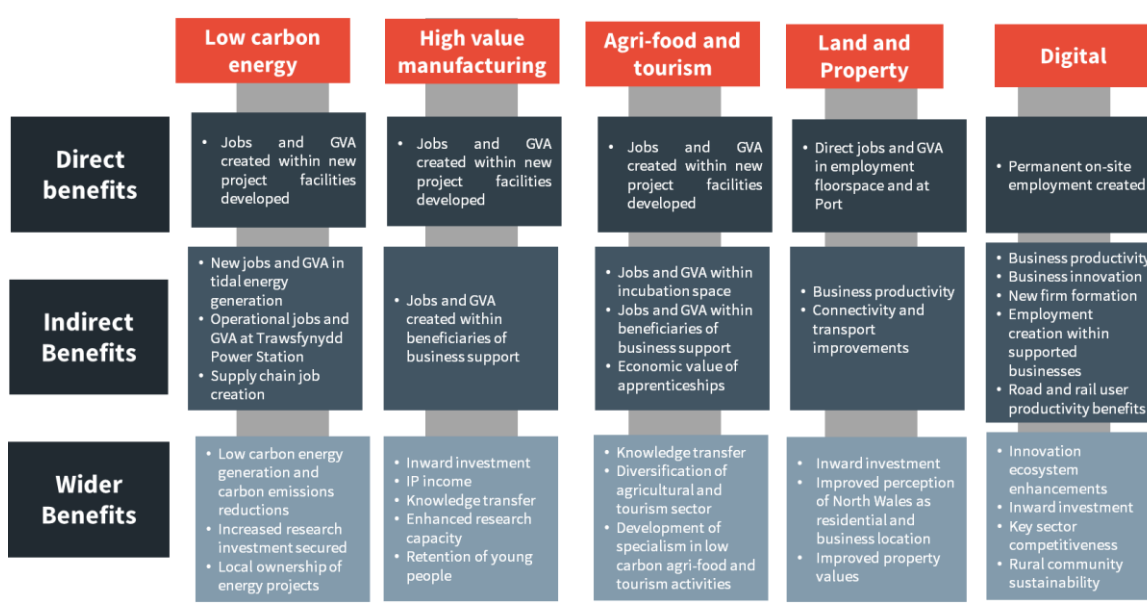 Low carbon
energy
High value
manufacturing
Agri-food and
tourism
Land and
Property
Digital
Direct
benefits
• Jobs and GVA
created within new
project facilities
developed
• Jobs and GVA
created within new
project facilities
developed
• Jobs and GVA
created within new
project facilities
developed
• Direct jobs and GVA
in employment
floorspace and at
Port
• Permanent on-site
employment created
Indirect
Benefits
• New jobs and GVA in
tidal energy
generation
• Operational jobs and
GVA at Trawsfynydd
Power Station
• Supply chain job
creation
• Jobs and GVA
created within
beneficiaries of
business support
• Jobs and GVA within
incubation space
• Jobs and GVA within
beneficiaries of
business support
• Economic value of
apprenticeships
• Business productivity
• Connectivity and
transport
improvements
• Business productivity
• Business innovation
• New firm formation
• Employment
creation within
supported
businesses
• Road and rail user
productivity benefits
Wider
Benefits
• Low carbon energy
generation and
carbon emissions
reductions
• Increased research
investment secured
• Local ownership of
energy projects
• Inward investment
• IP income
• Knowledge transfer
• Enhanced research
capacity
• Retention of young
people
• Knowledge transfer
• Diversification of
agricultural and
tourism sector
• Development of
specialism in low
carbon agri-food and
tourism activities
• Inward investment
• Improved perception
of North Wales as
residential and
business location
• Improved property
values
• Innovation
ecosystem
enhancements
• Inward investment
• Key sector
competitiveness
• Rural community
sustainability